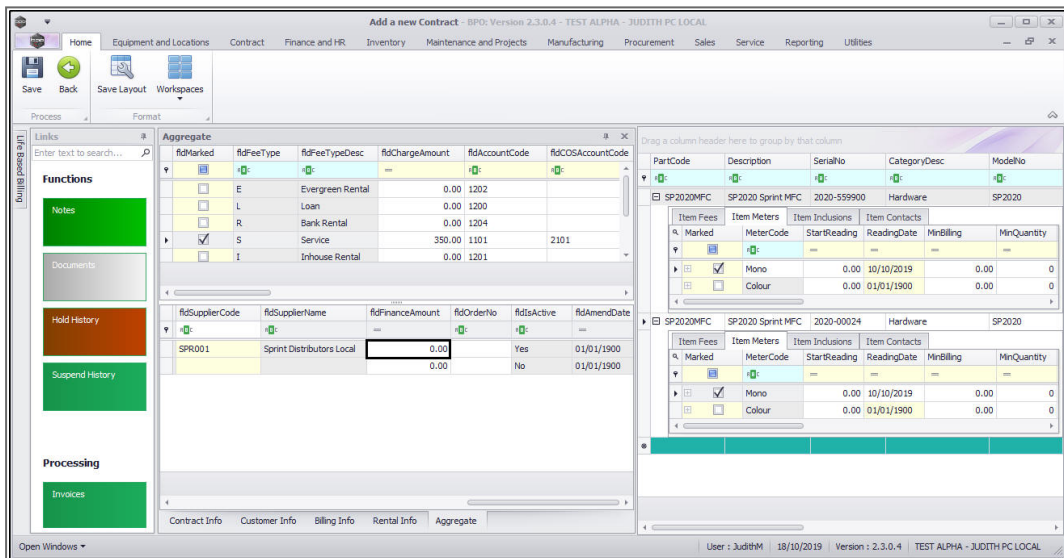 Add a new Contract - BPO: Version 2.3.0.4 - TEST ALPHA - JUDITH PC LOCAL
Home Equipment and Locations Contract Finance and HR Inventory Maintenance and Projects Manufacturing Procurement Sales Service Reporting Utilities
Save Back Save Layout Workspaces
Process Format
Life Based Billing
Links
Enter text to search...
Functions
Notes
Documents
Hold History
Suspend History
Processing
Invoices
Aggregate
fldMarked fldFeeType fldFeeTypeDesc fldChargeAmount fldAccountCode fldCOSAccountCode
E Evergreen Rental 0.00 1202
L Loan 0.00 1200
R Bank Rental 0.00 1204
S Service 350.00 1101 2101
I Inhouse Rental 0.00 1201
fldSupplierCode fldSupplierName fldFinanceAmount fldOrderNo fldIsActive fldAmendDate
SPR001 Sprint Distributors Local 0.00 Yes 01/01/1900
0.00 No 01/01/1900
Contract Info Customer Info Billing Info Rental Info Aggregate
Drag a column header here to group by that column
PartCode Description SerialNo CategoryDesc ModelNo
SP2020MFC SP2020 Sprint MFC 2020-559900 Hardware SP2020
Item Fees Item Meters Item Inclusions Item Contacts
Marked MeterCode StartReading ReadingDate MinBilling MinQuantity
Mono 0.00 10/10/2019 0.00 0
Colour 0.00 01/01/1900 0.00 0
SP2020MFC SP2020 Sprint MFC 2020-00024 Hardware SP2020
Item Fees Item Meters Item Inclusions Item Contacts
Marked MeterCode StartReading ReadingDate MinBilling MinQuantity
Mono 0.00 10/10/2019 0.00 0
Colour 0.00 01/01/1900 0.00 0
Open Windows User : JudithM 18/10/2019 Version : 2.3.0.4 TEST ALPHA - JUDITH PC LOCAL